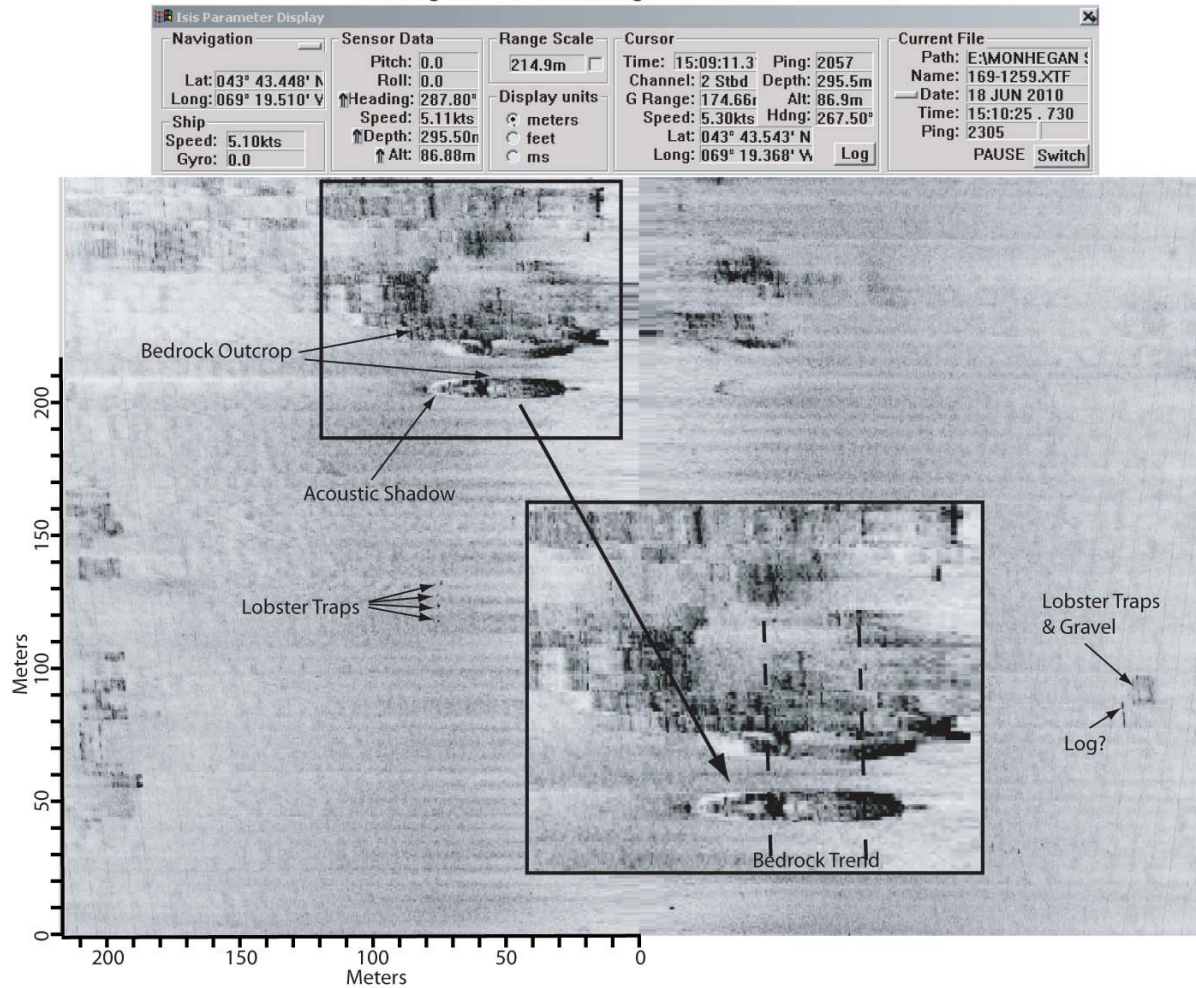 Isis Parameter Display
Navigation
Lat: 043° 43.448' N
Long: 069° 19.510' W
Ship
Speed: 5.10kts
Gyro: 0.0
Sensor Data
Pitch: 0.0
Roll: 0.0
Heading: 287.80°
Speed: 5.11kts
Depth: 295.50m
Alt: 86.88m
Range Scale
214.9m
Display units
meters
feet
ms
Cursor
Time: 15:09:11.3 Ping: 2057
Channel: 2 Stbd Depth: 295.5m
G Range: 174.66m Alt: 86.9m
Speed: 5.30kts Hdng: 267.50°
Lat: 043° 43.543' N
Long: 069° 19.368' W Log
Current File
Path: E:\MONHEGAN S
Name: 169-1259.XTF
Date: 18 JUN 2010
Time: 15:10:25 . 730
Ping: 2305
PAUSE Switch
Bedrock Outcrop
Acoustic Shadow
Lobster Traps
Lobster Traps
& Gravel
Log?
Bedrock Trend
200
150
100
50
0
Meters
200 150 100 50 0
Meters